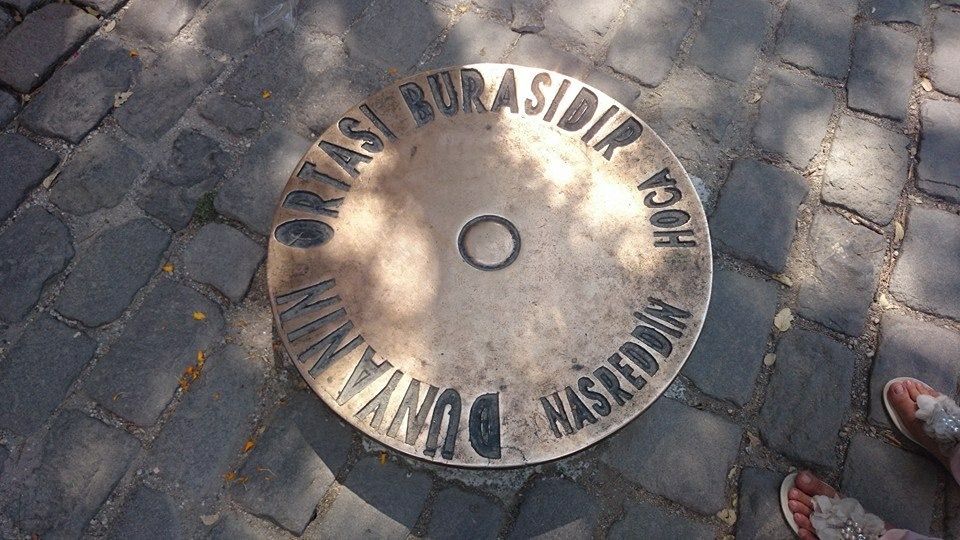 DÜNYANIN ORTASI BURASIDIR
NASREDDİN HOCA